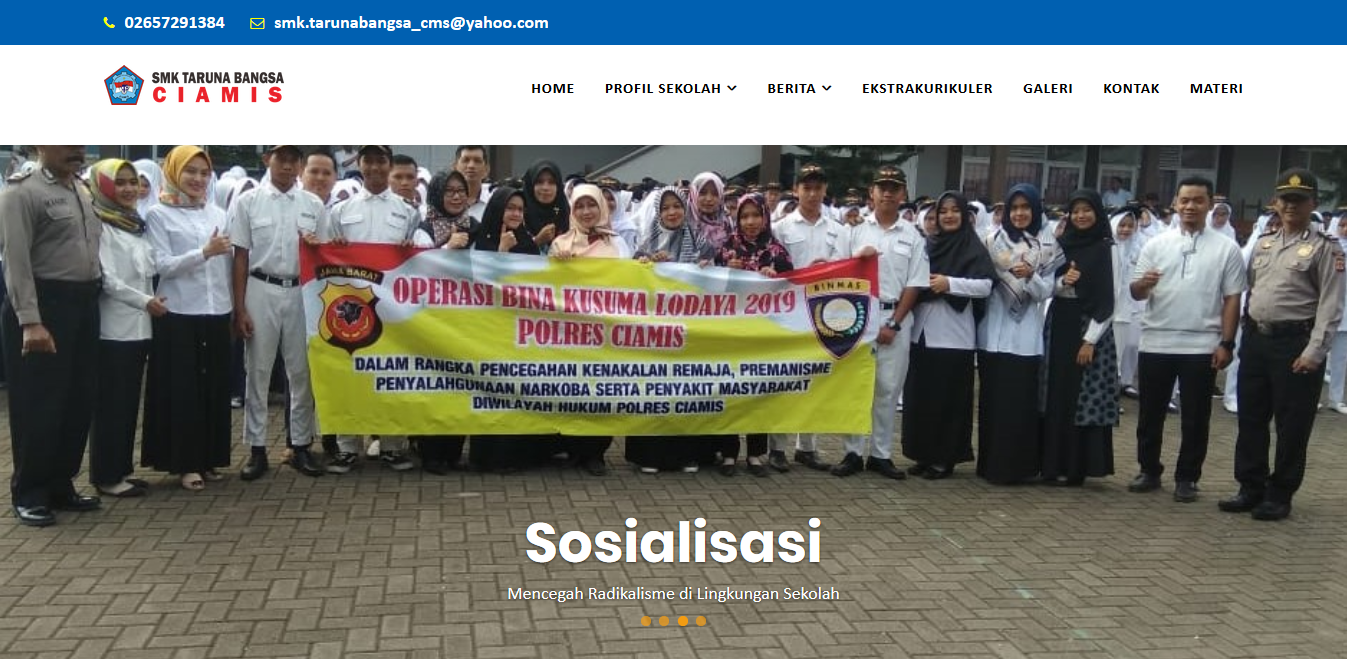 02657291384
smk.tarunabangsa_cms@yahoo.com
SMK TARUNA BANGSA
CIAMIS
HOME
PROFIL SEKOLAH
BERITA
EKSTRAKURIKULER
GALERI
KONTAK
MATERI
JAWA BARAT
BINMAS
OPERASI BINA KUSUMA LODAYA 2019
POLRES CIAMIS
DALAM RANGKA PENCEGAHAN KENAKALAN REMAJA, PREMANISME
PENYALAHGUNAAN NARKOBA SERTA PENYAKIT MASYARAKAT
DIWILAYAH HUKUM POLRES CIAMIS
Sosialisasi
Mencegah Radikalisme di Lingkungan Sekolah